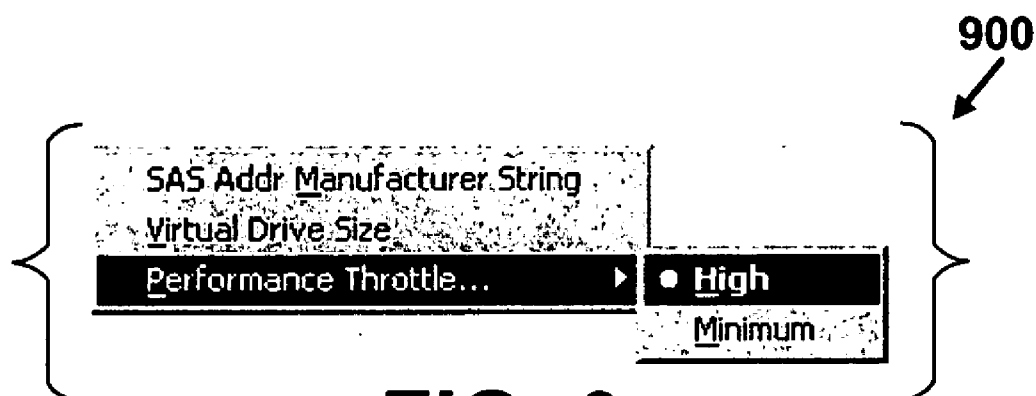 900
SAS Addr Manufacturer String
Virtual Drive Size
Performance Throttle...
High
Minimum